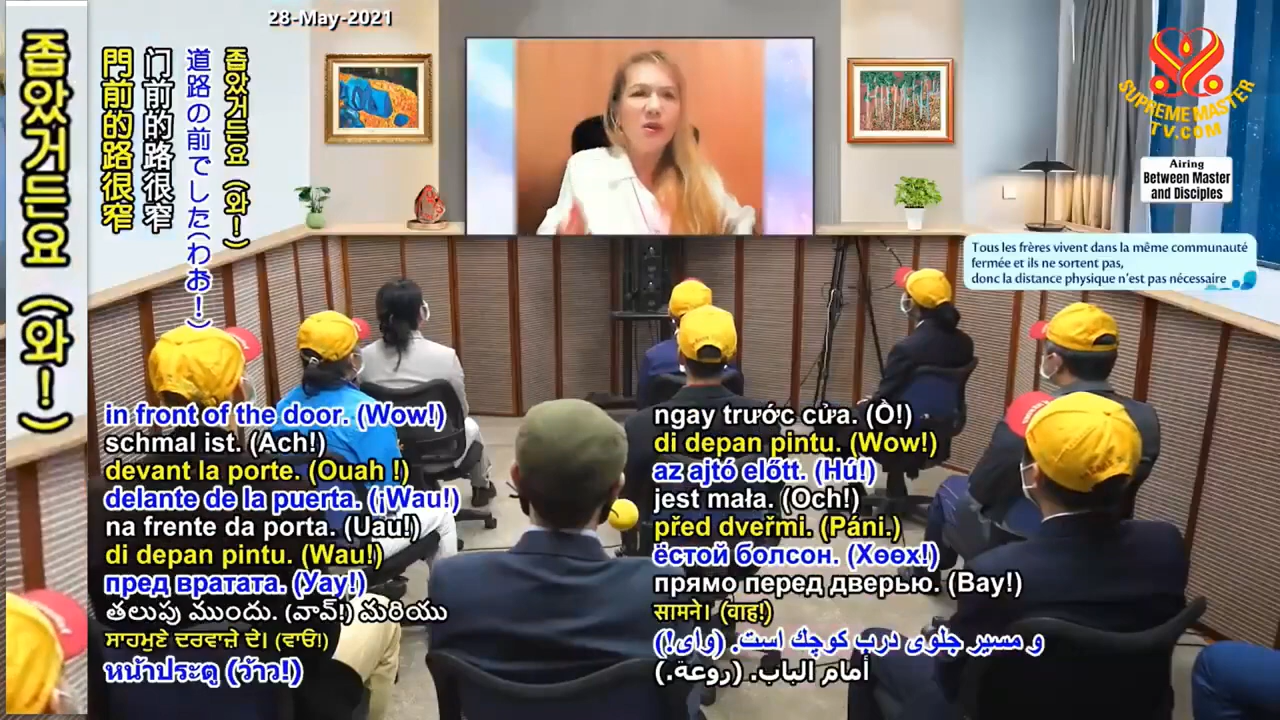 28-May-2021
SUPREME MASTER
TV.COM
Airing
Between Master
and Disciples
좁았거든요 (와!)
좁았거든요 (와!)
道路の前でした(わお!)
门前的路很窄
門前的路很窄
Tous les frères vivent dans la même communauté
fermée et ils ne sortent pas,
donc la distance physique n'est pas nécessaire
in front of the door. (Wow!)
schmal ist. (Ach!)
devant la porte. (Ouah !)
delante de la puerta. (¡Wau!)
na frente da porta. (Uau!)
di depan pintu. (Wau!)
пред вратата. (Уау!)
తలుపు ముందు. (వావ్!) మరియు
ਸਾਹਮੁਣੇ ਦਰਵਾਜ਼ੇ ਦੇ। (ਵਾਓ!)
หน้าประตู (ว้าว!)
ngay trước cửa. (Ồ!)
di depan pintu. (Wow!)
az ajtó előtt. (Hú!)
jest mała. (Och!)
před dveřmi. (Páni.)
ёстой болсон. (Хөөх!)
прямо перед дверью. (Вау!)
सामने। (वाह!)
و مسیر جلوی درب کوچك است. (وای!)
أمام الباب. (روعة.)